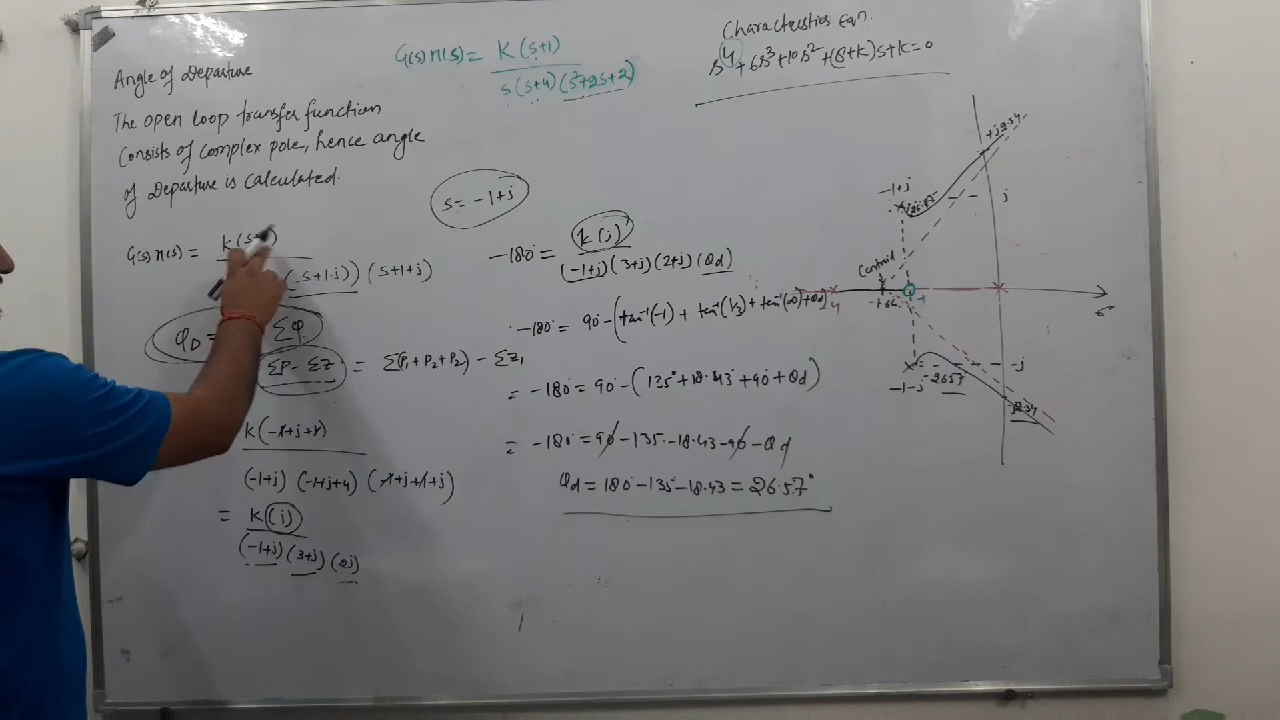 Angle of Departure
The open loop transfer function
Consists of complex pole, hence angle
of Departure is calculated.
G(s)H(s) = K(s+1)
s(s+4)(s²+2s+2)
Characteristics eqn.
s⁴+6s³+10s²+(8+K)s+K=0
s = -1+j
G(s)H(s) = K(s
(s+1-j)) (s+1+j)
φD = Σφ
ΣP - ΣZ = Σ(P1+P2+P2) - ΣZ1
K(-1+j+1)
(-1+j) (-1+j+4) (-1+j+1+j)
= K(j)
(-1+j) (3+j) (2j)
-180° = K(j)
(-1+j)(3+j)(2+j)(θd)
-180° = 90° - (tan⁻¹(-1) + tan⁻¹(1/3) + tan⁻¹(∞) + θd)
= -180° = 90° - (135° + 18.43° + 90 + θd)
= -180° = 90 - 135 - 18.43 - 90 - θd
θd = 180° - 135 - 18.43 = 26.57°
+j2.34
-1+j
j
Centroid
-4
-1
σ
-j
-26.57
-1-j
-j2.34